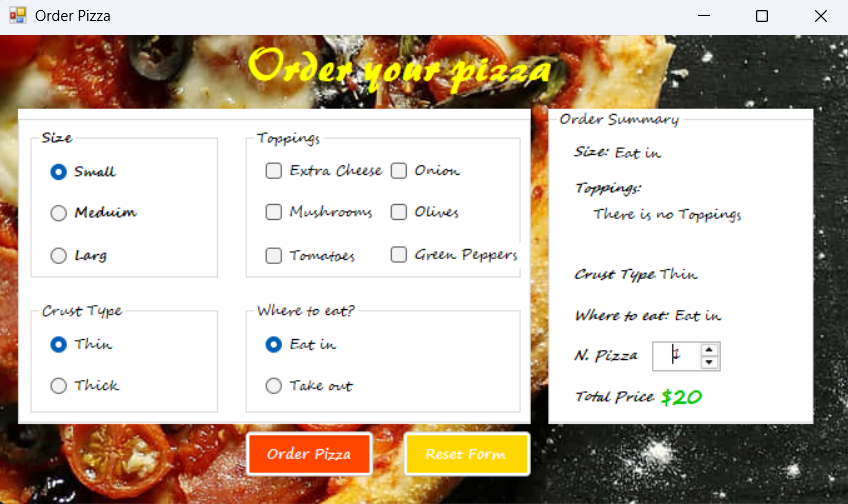 Order Pizza
Order your pizza
Size
Small
Meduim
Larg
Toppings
Extra Cheese
Onion
Mushrooms
Olives
Tomatoes
Green Peppers
Crust Type
Thin
Thick
Where to eat?
Eat in
Take out
Order Pizza
Reset Form
Order Summary
Size: Eat in
Toppings:
There is no Toppings
Crust Type Thin
Where to eat: Eat in
N. Pizza 1
Total Price $20